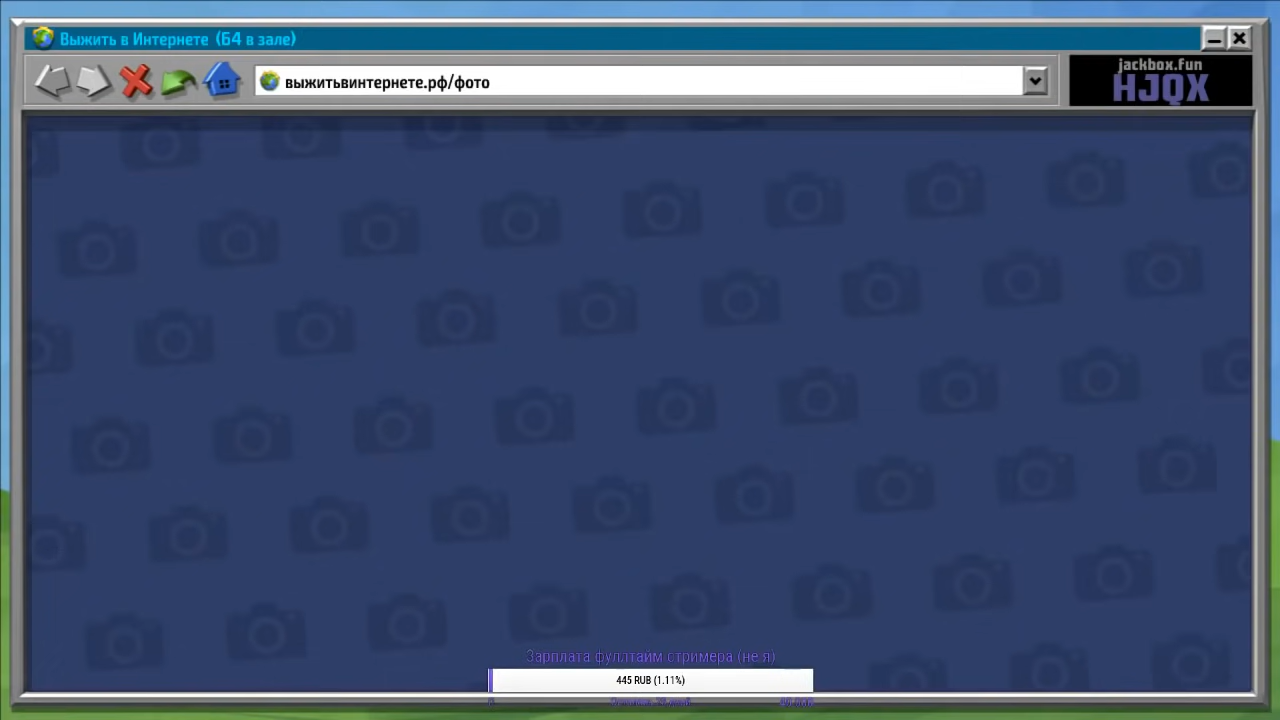 Выжить в Интернете (Б4 в зале)
выжитьвинтернете.рф/фото
jackbox.fun
HJQX
Зарплата фуллтайм стримера (не я)
445 RUB (1.11%)